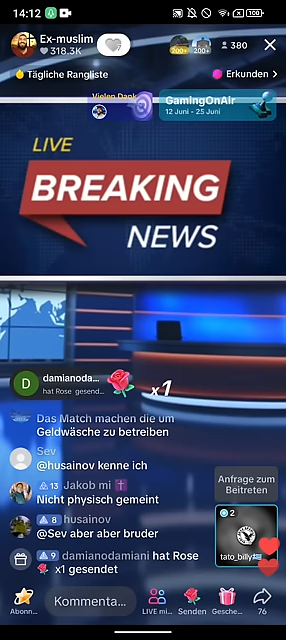 14:12
100
Ex-muslim
318.3K
200+
200+
380
Tägliche Rangliste
Erkunden
Vielen Dank
GamingOnAir
12 Juni - 25 Juni
LIVE
BREAKING
NEWS
D
damianoda...
hat Rose gesend...
x1
Das Match machen die um
Geldwäsche zu betreiben
Sev
@husainov kenne ich
13 Jakob mi
Nicht physisch gemeint
8 husainov
@Sev aber aber bruder
9 damianodamiani hat Rose
x1 gesendet
Anfrage zum
Beitreten
2
tato_billy
Abonn...
Kommenta...
LIVE mi...
Senden
Gesche...
76